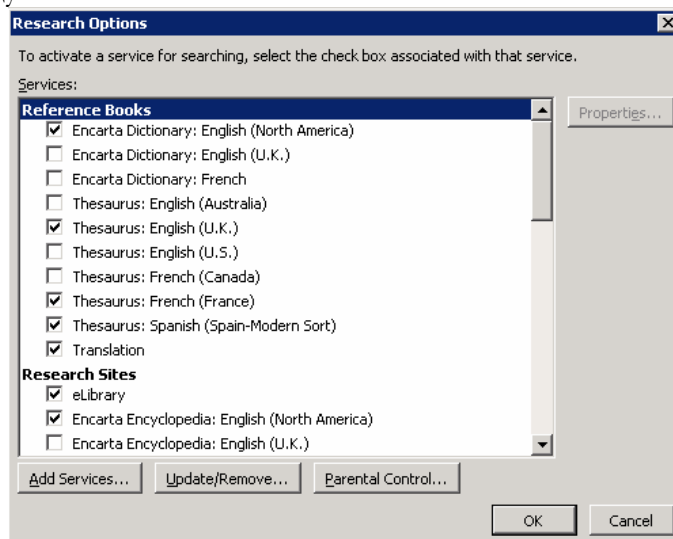 Research Options
To activate a service for searching, select the check box associated with that service.
Services:
Reference Books
Properties...
Encarta Dictionary: English (North America)
Encarta Dictionary: English (U.K.)
Encarta Dictionary: French
Thesaurus: English (Australia)
Thesaurus: English (U.K.)
Thesaurus: English (U.S.)
Thesaurus: French (Canada)
Thesaurus: French (France)
Thesaurus: Spanish (Spain-Modern Sort)
Translation
Research Sites
eLibrary
Encarta Encyclopedia: English (North America)
Encarta Encyclopedia: English (U.K.)
Add Services... Update/Remove... Parental Control...
OK Cancel